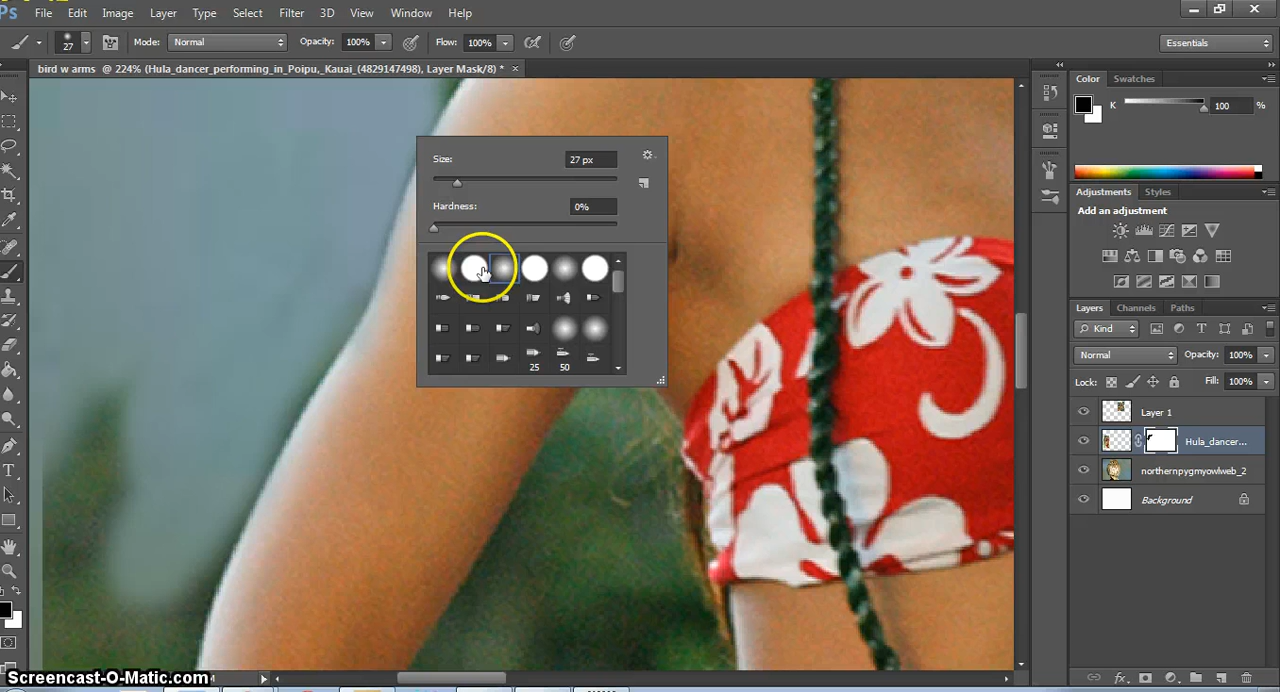 Ps File Edit Image Layer Type Select Filter 3D View Window Help
27 Mode: Normal Opacity: 100% Flow: 100% Essentials
bird w arms @ 224% (Hula_dancer_performing_in_Poipu,_Kauai_(4829147498), Layer Mask/8) * ×
Color Swatches
K 100 %
Size: 27 px
Hardness: 0%
25 50
Adjustments Styles
Add an adjustment
Layers Channels Paths
Kind
Normal Opacity: 100%
Lock: Fill: 100%
Layer 1
Hula_dancer...
northernpygmyowlweb_2
Background
Screencast-O-Matic.com